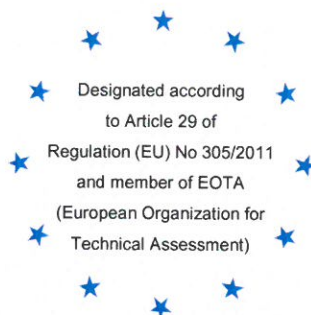 Designated according
to Article 29 of
Regulation (EU) No 305/2011
and member of EOTA
(European Organization for
Technical Assessment)